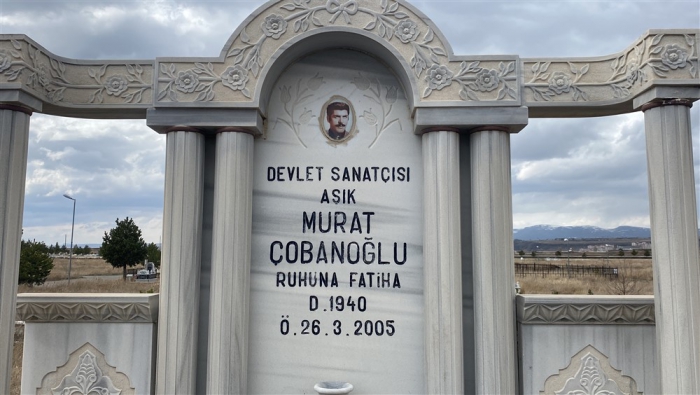 DEVLET SANATÇISI
AŞIK
MURAT
ÇOBANOĞLU
RUHUNA FATİHA
D.1940
Ö.26.3.2005